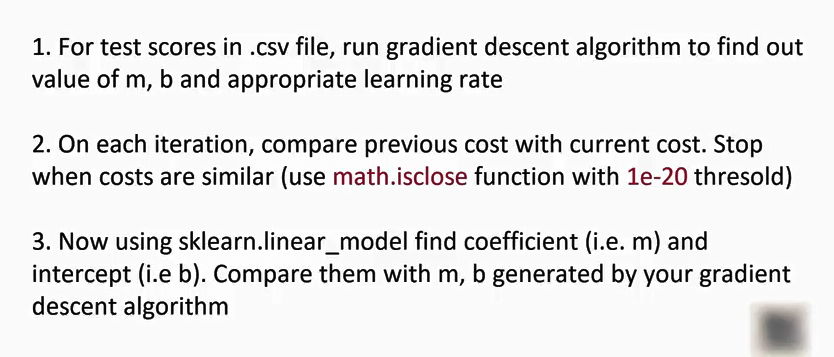 1. For test scores in .csv file, run gradient descent algorithm to find out
value of m, b and appropriate learning rate
2. On each iteration, compare previous cost with current cost. Stop
when costs are similar (use math.isclose function with 1e-20 thresold)
3. Now using sklearn.linear_model find coefficient (i.e. m) and
intercept (i.e b). Compare them with m, b generated by your gradient
descent algorithm